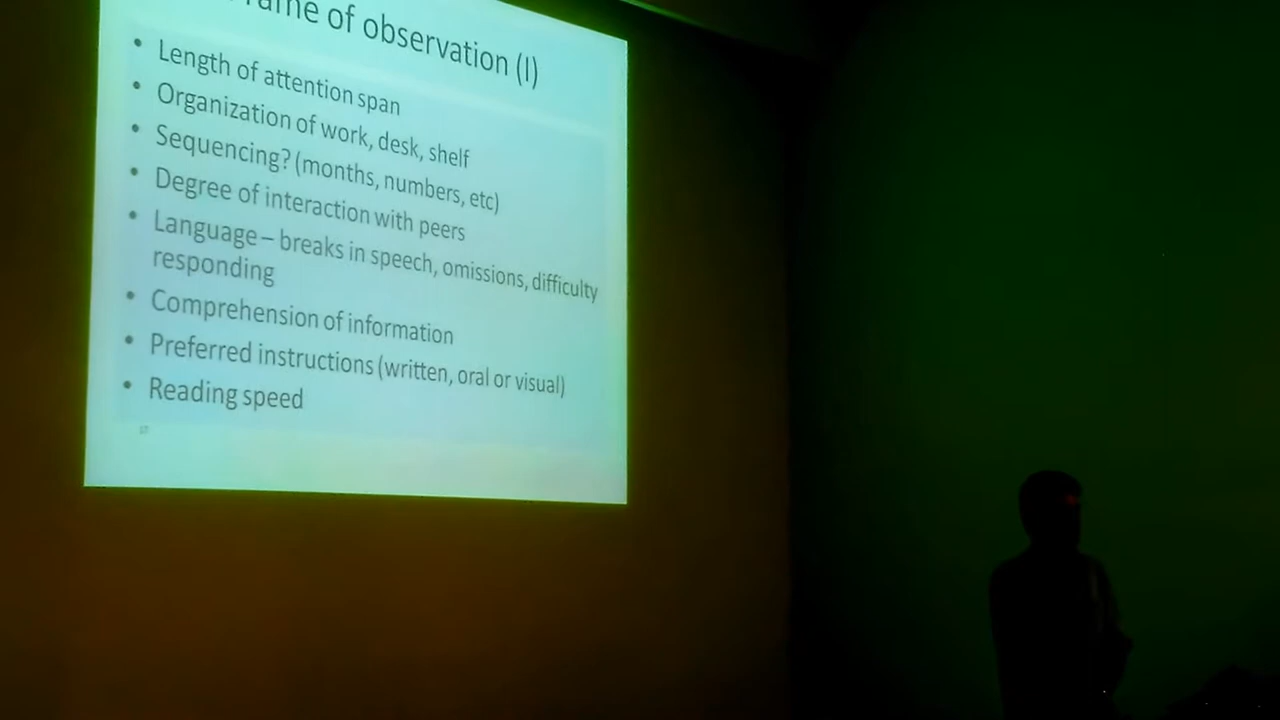 of observation (I)
• Length of attention span
• Organization of work, desk, shelf
• Sequencing? (months, numbers, etc)
• Degree of interaction with peers
• Language – breaks in speech, omissions, difficulty
responding
• Comprehension of information
• Preferred instructions (written, oral or visual)
• Reading speed